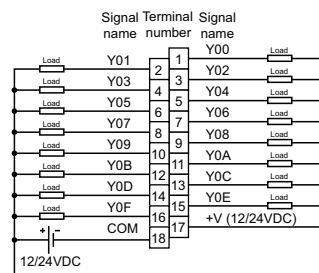 Signal name Terminal number Signal name
1 Y00 Load
Load Y01 2
3 Y02 Load
Load Y03 4
5 Y04 Load
Load Y05 6
7 Y06 Load
Load Y07 8
9 Y08 Load
Load Y09 10
11 Y0A Load
Load Y0B 12
13 Y0C Load
Load Y0D 14
15 Y0E Load
Load Y0F 16
17 +V (12/24VDC)
+ - COM 18
12/24VDC